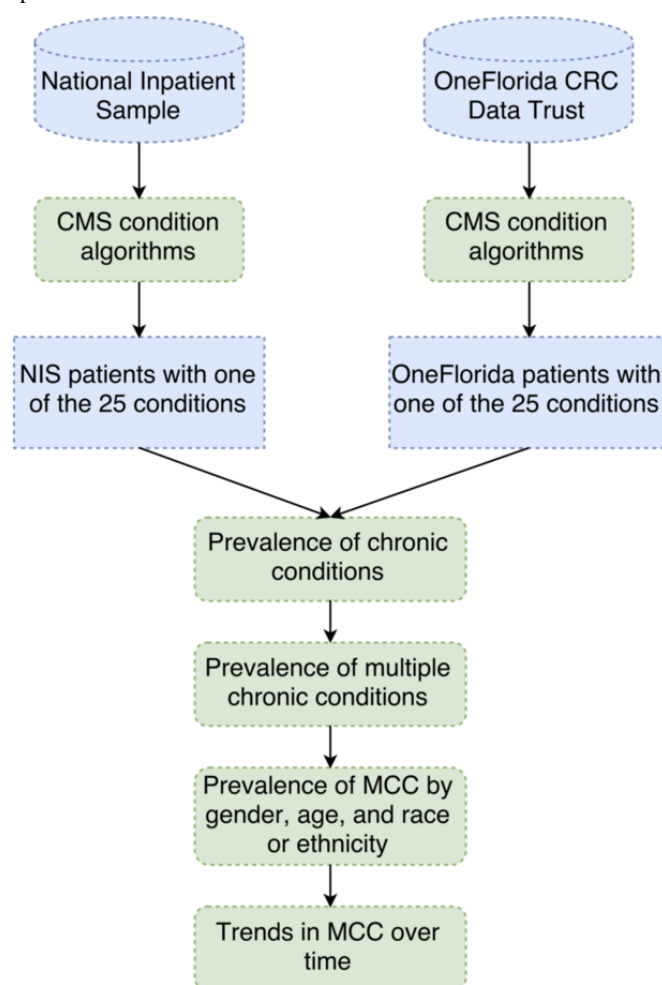 National Inpatient
Sample
OneFlorida CRC
Data Trust
CMS condition
algorithms
CMS condition
algorithms
NIS patients with one
of the 25 conditions
OneFlorida patients with
one of the 25 conditions
Prevalence of chronic
conditions
Prevalence of multiple
chronic conditions
Prevalence of MCC by
gender, age, and race
or ethnicity
Trends in MCC over
time